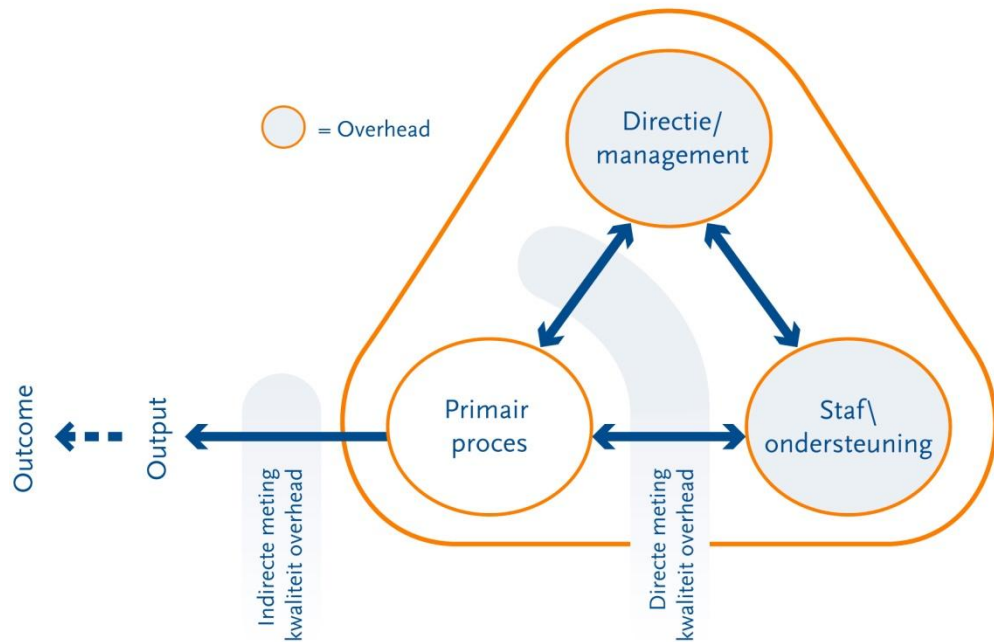 Directie/
management
= Overhead
Primair
proces
Staf\
ondersteuning
Outcome
Output
Indirecte meting
kwaliteit overhead
Directe meting
kwaliteit overhead